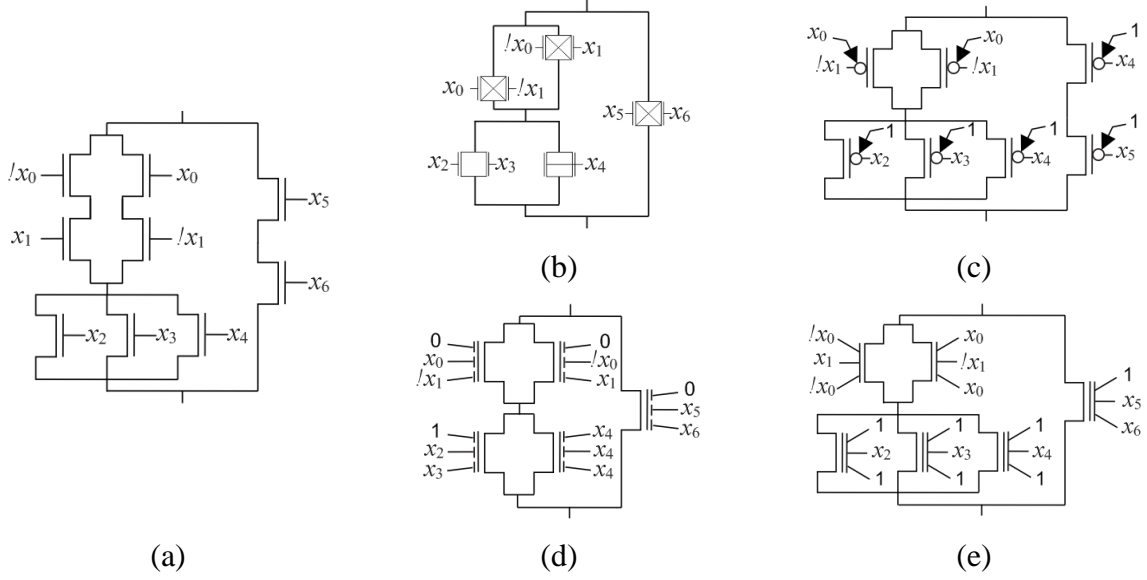 !x₀ x₀
x₁ !x₁
x₂ x₃ x₄
x₅
x₆
(a)
!x₀ x₁
x₀ !x₁
x₂ x₃ x₄
x₅ x₆
(b)
x₀ x₀
!x₁ !x₁
1
x₄
1 1 1
x₂ x₃ x₄
1
x₅
(c)
0 0
x₀ !x₀
!x₁ x₁
1 x₄
x₂ x₄
x₃ x₄
0
x₅
x₆
(d)
!x₀ x₀
x₁ !x₁
!x₀ x₀
1 1 1
x₂ x₃ x₄
1 1 1
1
x₅
x₆
(e)